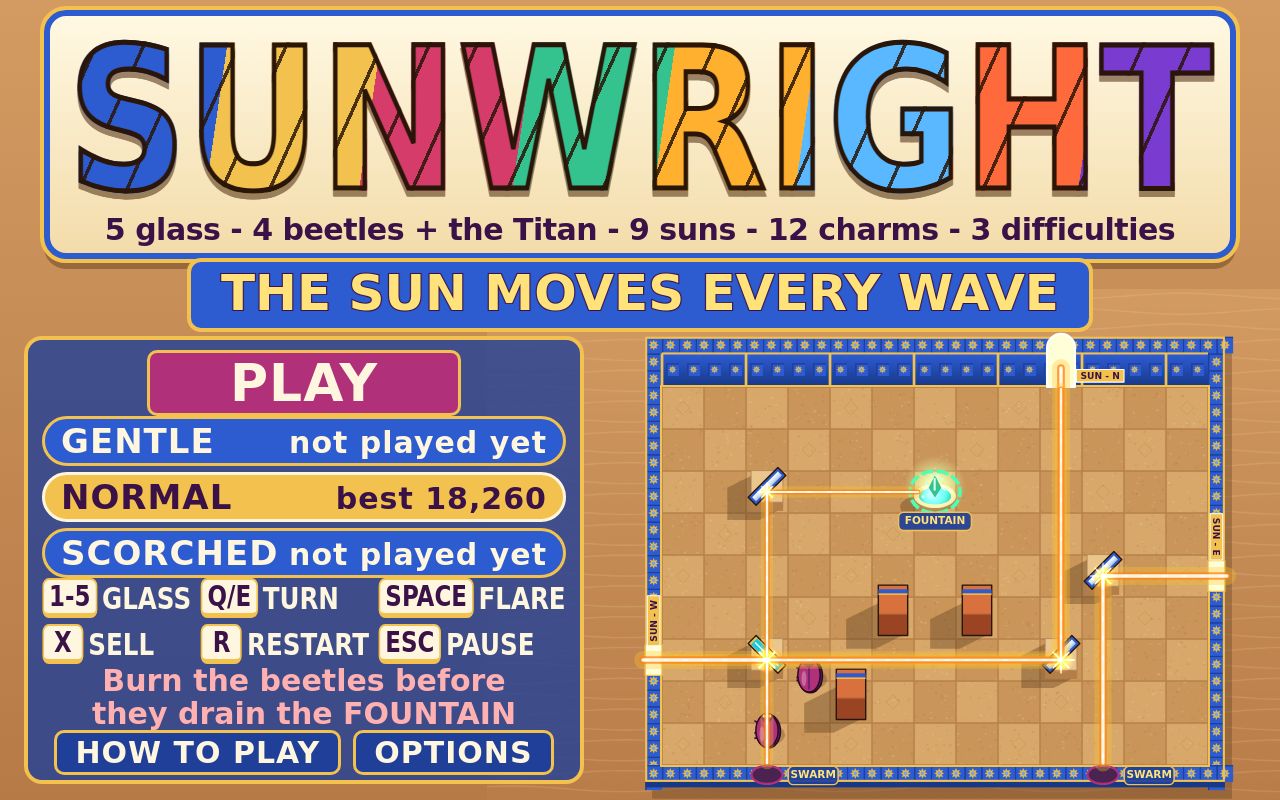 SUNWRIGHT
5 glass - 4 beetles + the Titan - 9 suns - 12 charms - 3 difficulties
THE SUN MOVES EVERY WAVE
PLAY
GENTLE not played yet
NORMAL best 18,260
SCORCHED not played yet
1-5 GLASS Q/E TURN SPACE FLARE
X SELL R RESTART ESC PAUSE
Burn the beetles before
they drain the FOUNTAIN
HOW TO PLAY OPTIONS
SUN - N
FOUNTAIN
SUN - E
SUN - W
SWARM SWARM